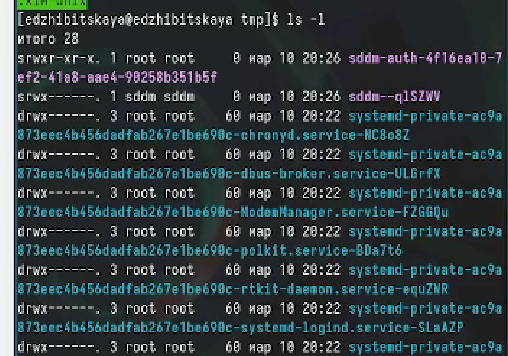 .XIM-unix
[edzhibitskaya@edzhibitskaya tmp]$ ls -l
итого 28
srwxr-xr-x. 1 root root    0 мар 10 20:26 sddm-auth-4f16ea10-7
ef2-41a8-aae4-90258b351b5f
srwx------. 1 sddm sddm    0 мар 10 20:26 sddm--qlSZWV
drwx------. 3 root root   60 мар 10 20:22 systemd-private-ac9a
873eec4b456dadfab267e1be690c-chronyd.service-NC8o8Z
drwx------. 3 root root   60 мар 10 20:22 systemd-private-ac9a
873eec4b456dadfab267e1be690c-dbus-broker.service-ULGrfX
drwx------. 3 root root   60 мар 10 20:22 systemd-private-ac9a
873eec4b456dadfab267e1be690c-ModemManager.service-FZGGQu
drwx------. 3 root root   60 мар 10 20:22 systemd-private-ac9a
873eec4b456dadfab267e1be690c-polkit.service-BDa7t6
drwx------. 3 root root   60 мар 10 20:22 systemd-private-ac9a
873eec4b456dadfab267e1be690c-rtkit-daemon.service-equZWR
drwx------. 3 root root   60 мар 10 20:22 systemd-private-ac9a
873eec4b456dadfab267e1be690c-systemd-logind.service-SLaAZP
drwx------. 3 root root   60 мар 10 20:22 systemd-private-ac9a